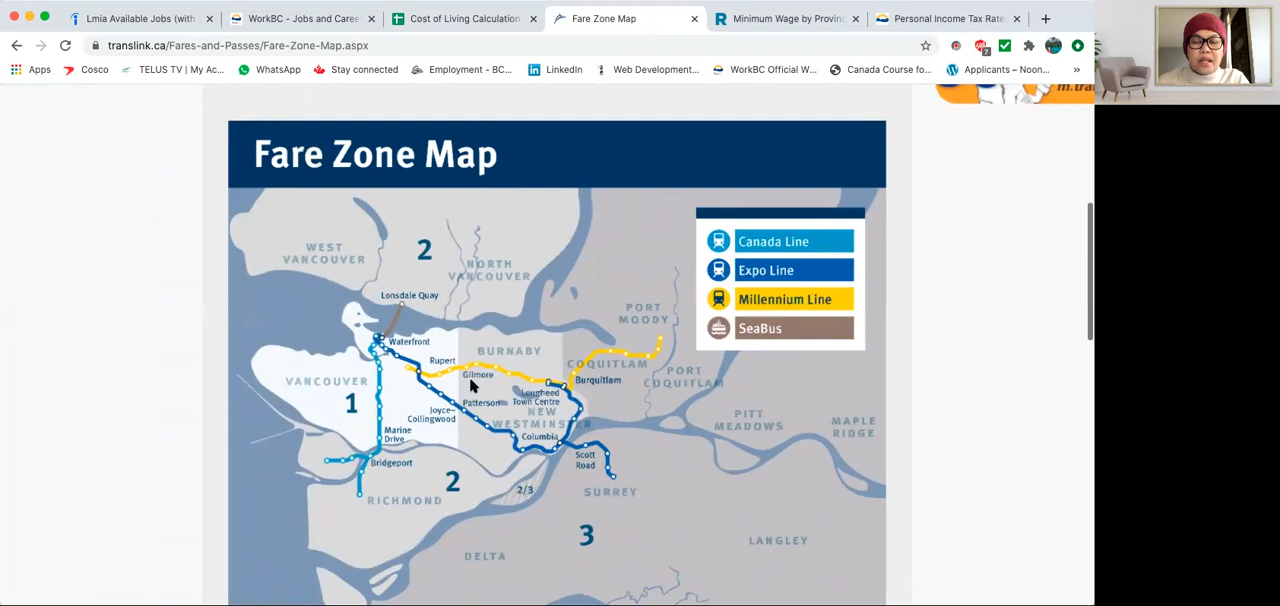 Lmia Available Jobs (with
WorkBC - Jobs and Caree
Cost of Living Calculation
Fare Zone Map
Minimum Wage by Provinc
Personal Income Tax Rate
translink.ca/Fares-and-Passes/Fare-Zone-Map.aspx
7
Apps
Cosco
TELUS TV | My Ac...
WhatsApp
Stay connected
Employment - BC...
LinkedIn
Web Development...
WorkBC Official W...
Canada Course fo...
Applicants – Noon...
»
m.tra
Fare Zone Map
Canada Line
Expo Line
Millennium Line
SeaBus
WEST
VANCOUVER
2
NORTH
VANCOUVER
Lonsdale Quay
PORT
MOODY
Waterfront
BURNABY
Rupert
COQUITLAM
Gilmore
Burquitlam
PORT
COQUITLAM
VANCOUVER
1
Lougheed
Town Centre
Patterson
Joyce–
Collingwood
NEW
WESTMINSTER
PITT
MEADOWS
MAPLE
RIDGE
Marine
Drive
Columbia
Bridgeport
Scott
Road
2
2/3
SURREY
RICHMOND
3
LANGLEY
DELTA